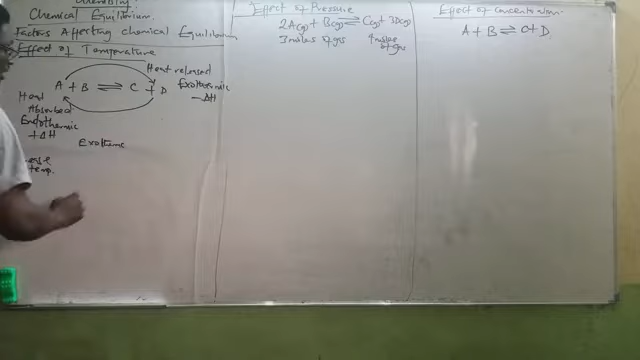 Chemistry
Chemical Equilibrium.
Factors Affecting Chemical Equilibrium
Effect of Temperature
Heat released
A + B ⇌ C + D
Exothermic
-ΔH
Heat
Absorbed
Endothermic
+ΔH
Exothermic
temp.
Effect of Pressure
2A(g) + B(g) ⇌ C(g) + 3D(g)
3 moles of gas
4 moles of gas
Effect of Concentration.
A + B ⇌ C + D